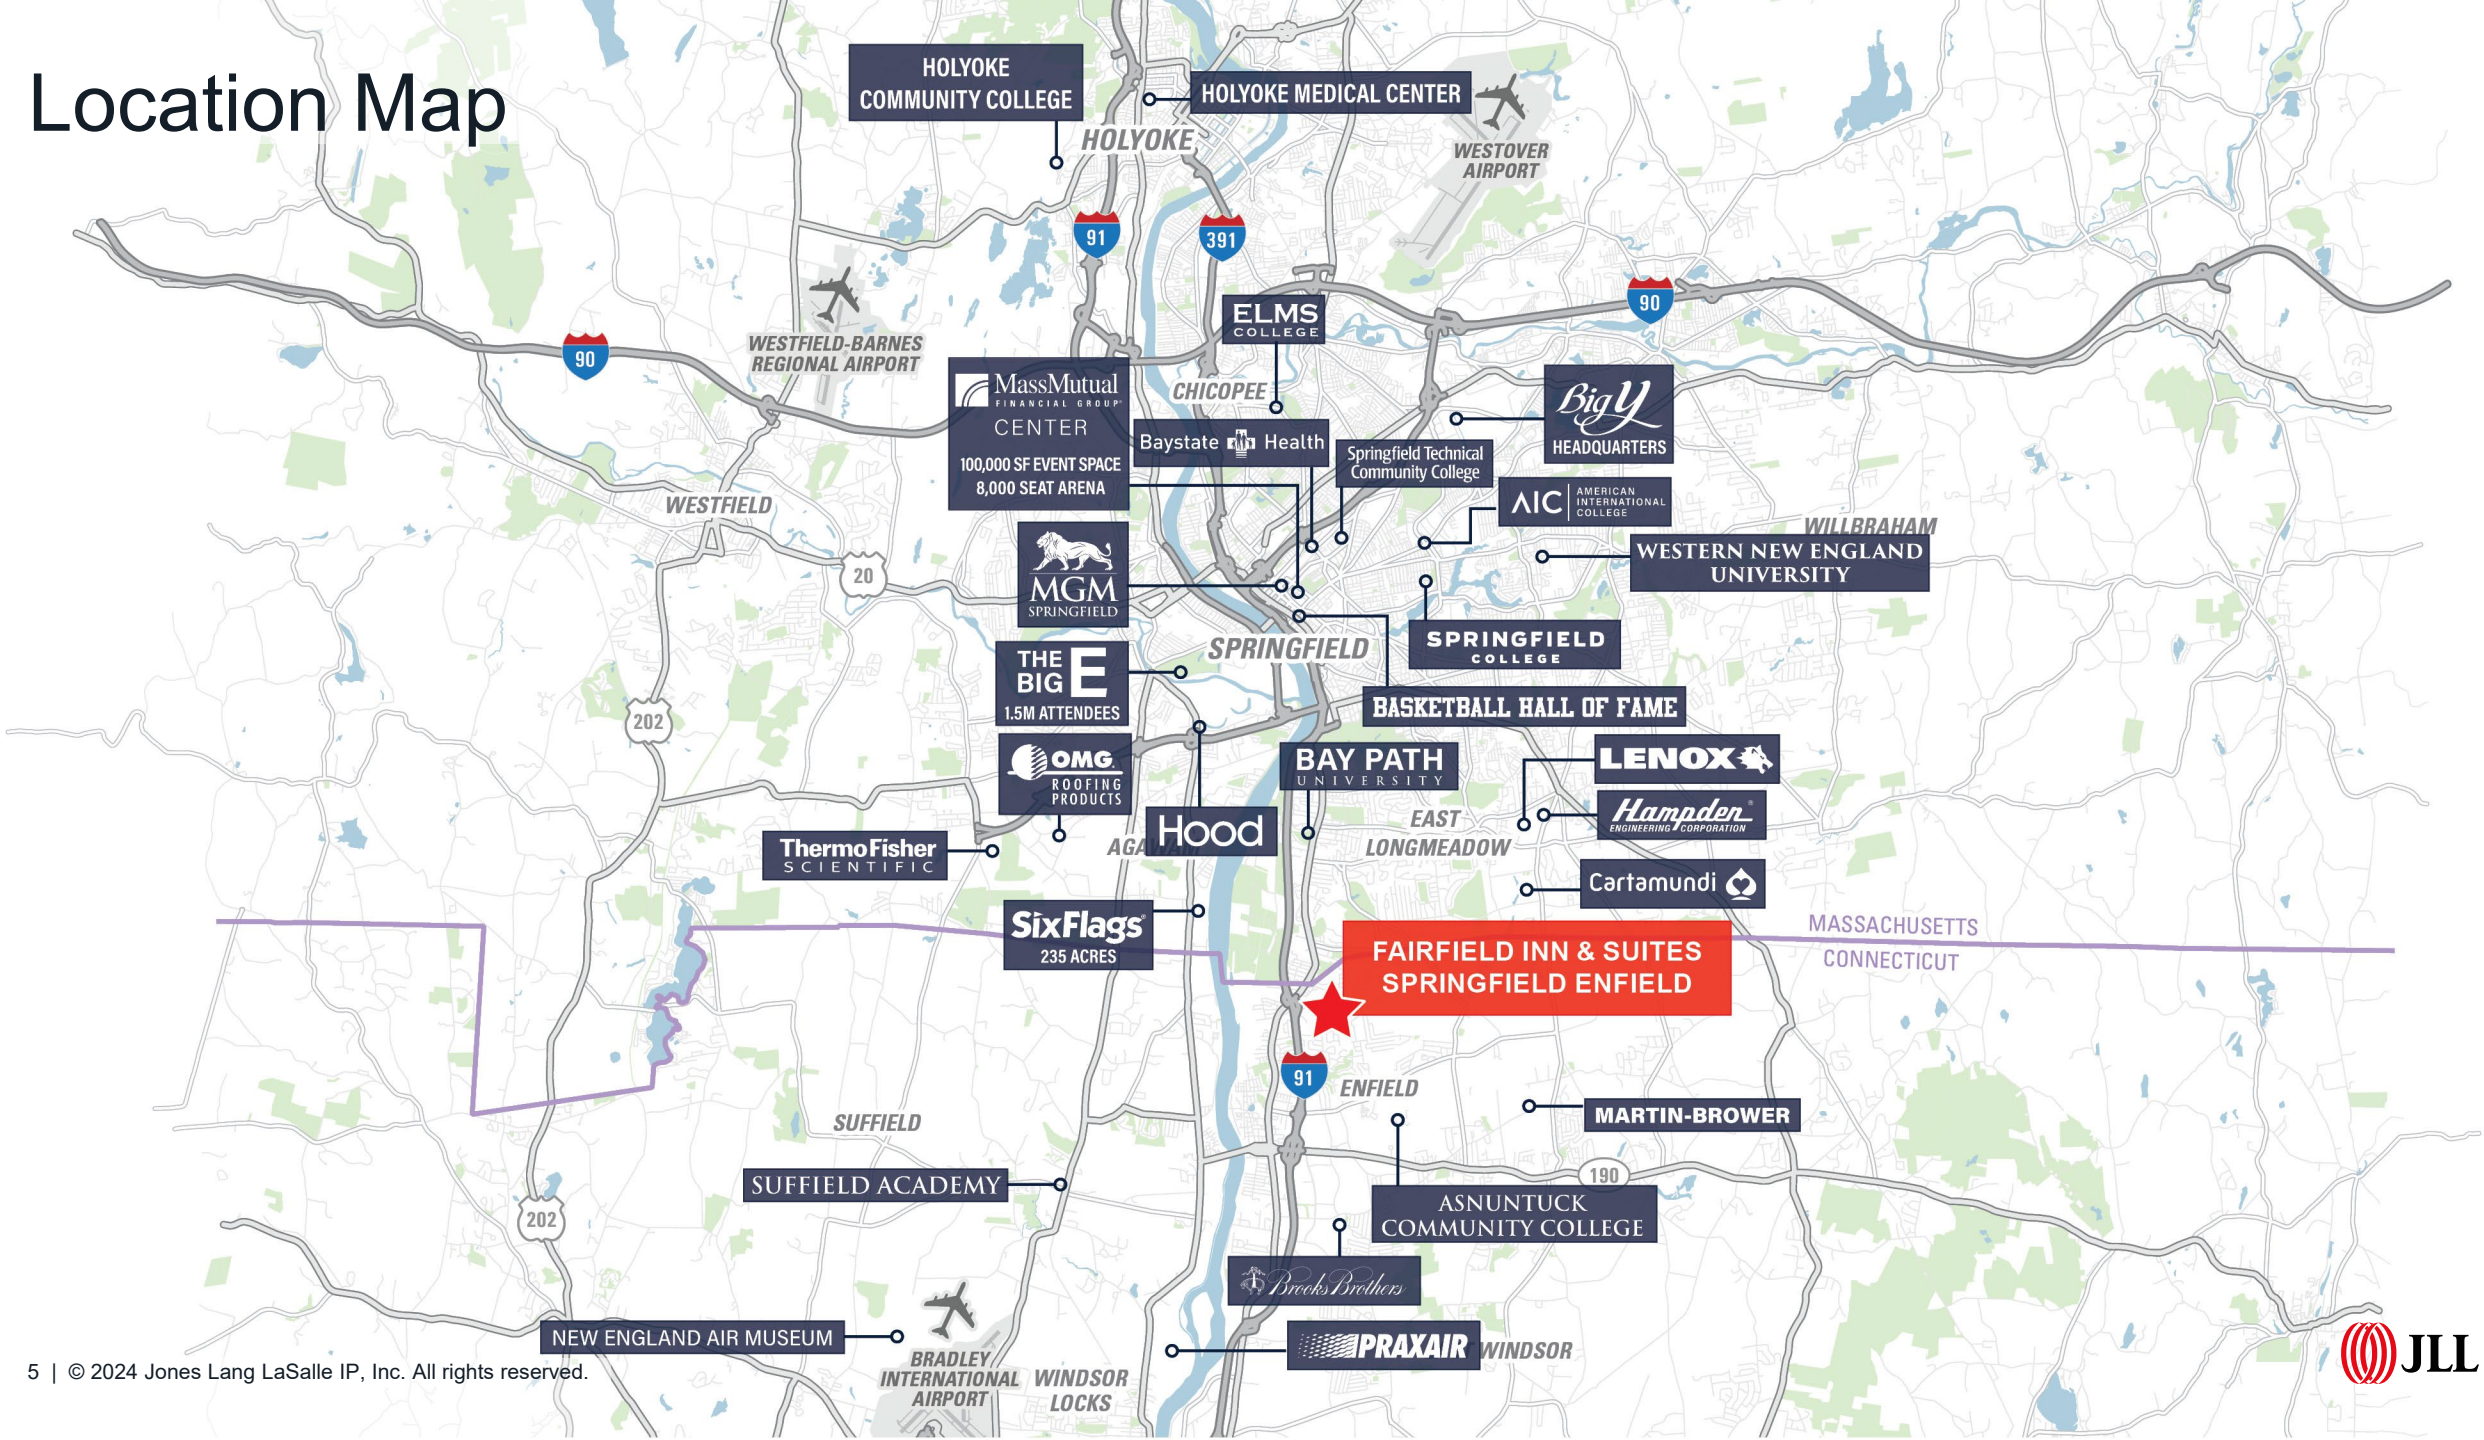 Location Map
HOLYOKE
COMMUNITY COLLEGE
HOLYOKE MEDICAL CENTER
HOLYOKE
WESTOVER
AIRPORT
91
391
90
90
WESTFIELD-BARNES
REGIONAL AIRPORT
ELMS
COLLEGE
CHICOPEE
MassMutual
FINANCIAL GROUP
CENTER
100,000 SF EVENT SPACE
8,000 SEAT ARENA
Baystate Health
Springfield Technical
Community College
Big Y
HEADQUARTERS
AIC AMERICAN
INTERNATIONAL
COLLEGE
WESTFIELD
WILLBRAHAM
WESTERN NEW ENGLAND
UNIVERSITY
20
MGM
SPRINGFIELD
SPRINGFIELD
COLLEGE
SPRINGFIELD
THE
BIG E
1.5M ATTENDEES
202
BASKETBALL HALL OF FAME
OMG
ROOFING
PRODUCTS
BAY PATH
UNIVERSITY
LENOX
Hampden
ENGINEERING CORPORATION
EAST
LONGMEADOW
Hood
AGAWAM
ThermoFisher
SCIENTIFIC
Cartamundi
SixFlags
235 ACRES
MASSACHUSETTS
CONNECTICUT
FAIRFIELD INN & SUITES
SPRINGFIELD ENFIELD
91
ENFIELD
MARTIN-BROWER
SUFFIELD
SUFFIELD ACADEMY
190
ASNUNTUCK
COMMUNITY COLLEGE
202
Brooks Brothers
NEW ENGLAND AIR MUSEUM
PRAXAIR
WINDSOR
BRADLEY
INTERNATIONAL
AIRPORT
WINDSOR
LOCKS
5 | © 2024 Jones Lang LaSalle IP, Inc. All rights reserved.
JLL